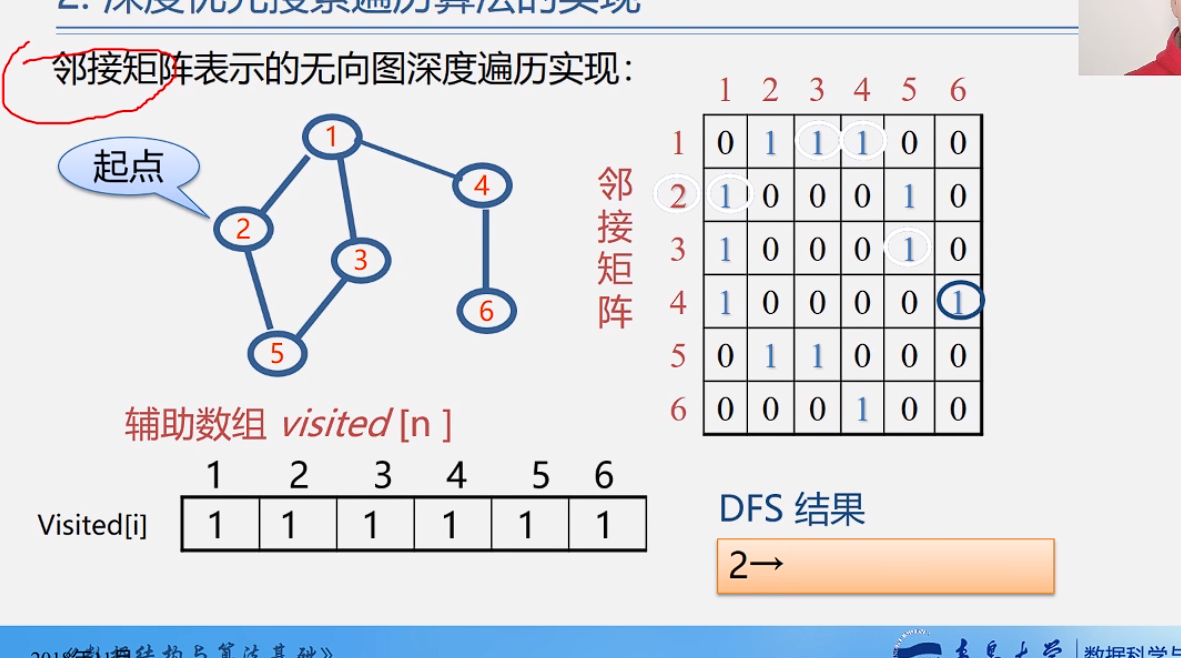 2. 深度优先搜索遍历算法的实现
邻接矩阵表示的无向图深度遍历实现：
起点
1
2
3
4
5
6
邻接矩阵
1 2 3 4 5 6
1 0 1 1 1 0 0
2 1 0 0 0 1 0
3 1 0 0 0 1 0
4 1 0 0 0 0 1
5 0 1 1 0 0 0
6 0 0 0 1 0 0
辅助数组 visited [n ]
1 2 3 4 5 6
Visited[i] 1 1 1 1 1 1
DFS 结果
2→
《数据结构与算法基础》
青岛大学 数据科学与